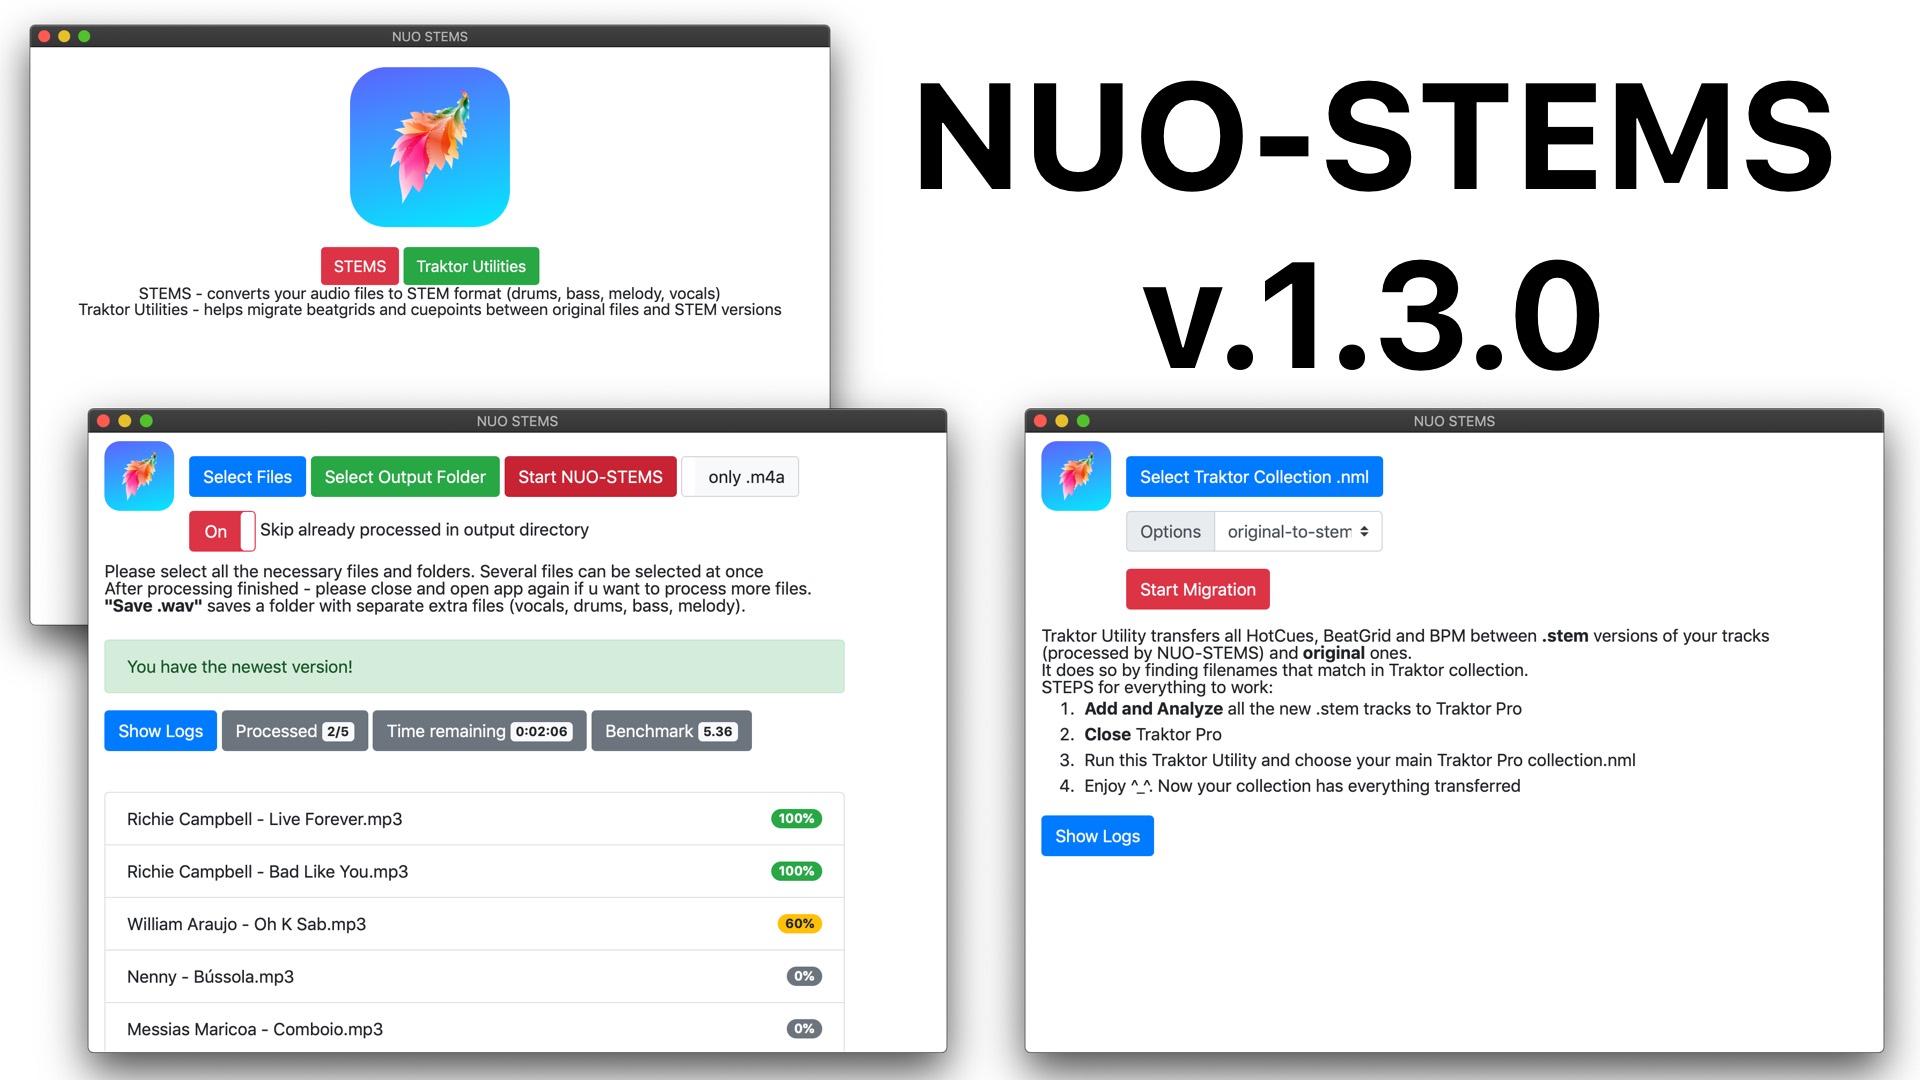 NUO STEMS
STEMS Traktor Utilities
STEMS - converts your audio files to STEM format (drums, bass, melody, vocals)
Traktor Utilities - helps migrate beatgrids and cuepoints between original files and STEM versions
NUO-STEMS
v.1.3.0
NUO STEMS
Select Files Select Output Folder Start NUO-STEMS only .m4a
On Skip already processed in output directory
Please select all the necessary files and folders. Several files can be selected at once
After processing finished - please close and open app again if u want to process more files.
"Save .wav" saves a folder with separate extra files (vocals, drums, bass, melody).
You have the newest version!
Show Logs Processed 2/5 Time remaining 0:02:06 Benchmark 5.36
Richie Campbell - Live Forever.mp3 100%
Richie Campbell - Bad Like You.mp3 100%
William Araujo - Oh K Sab.mp3 60%
Nenny - Bússola.mp3 0%
Messias Maricoa - Comboio.mp3 0%
NUO STEMS
Select Traktor Collection .nml
Options original-to-stem
Start Migration
Traktor Utility transfers all HotCues, BeatGrid and BPM between .stem versions of your tracks
(processed by NUO-STEMS) and original ones.
It does so by finding filenames that match in Traktor collection.
STEPS for everything to work:
1. Add and Analyze all the new .stem tracks to Traktor Pro
2. Close Traktor Pro
3. Run this Traktor Utility and choose your main Traktor Pro collection.nml
4. Enjoy ^_^. Now your collection has everything transferred
Show Logs